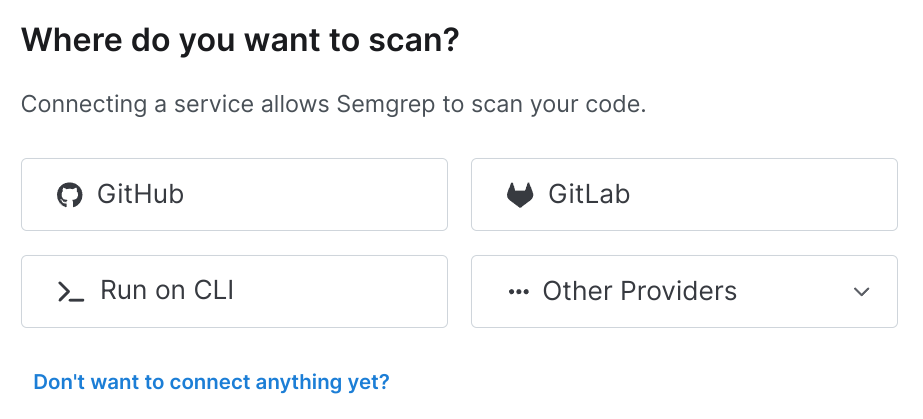 Where do you want to scan?
Connecting a service allows Semgrep to scan your code.
GitHub
GitLab
Run on CLI
Other Providers
Don't want to connect anything yet?